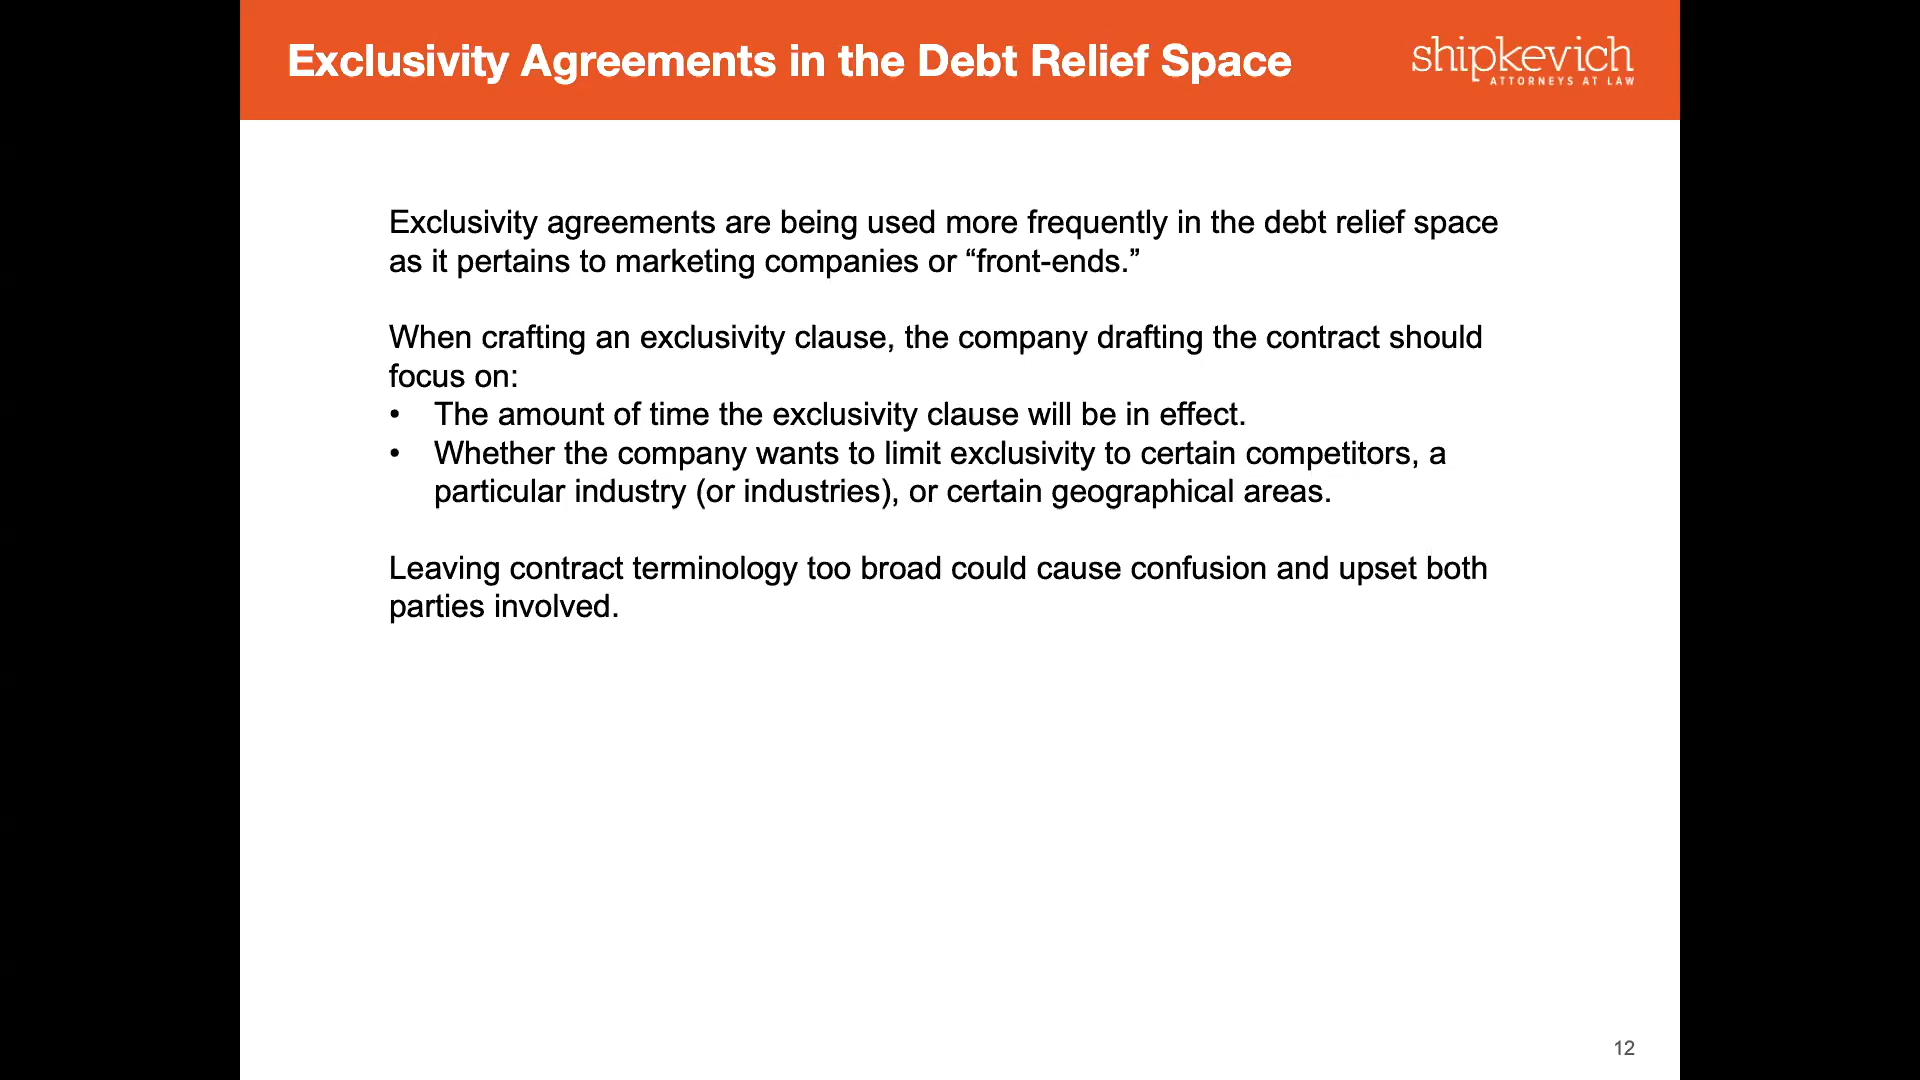 Exclusivity Agreements in the Debt Relief Space
shipkevich
ATTORNEYS AT LAW
Exclusivity agreements are being used more frequently in the debt relief space
as it pertains to marketing companies or “front-ends.”
When crafting an exclusivity clause, the company drafting the contract should
focus on:
• The amount of time the exclusivity clause will be in effect.
• Whether the company wants to limit exclusivity to certain competitors, a
particular industry (or industries), or certain geographical areas.
Leaving contract terminology too broad could cause confusion and upset both
parties involved.
12